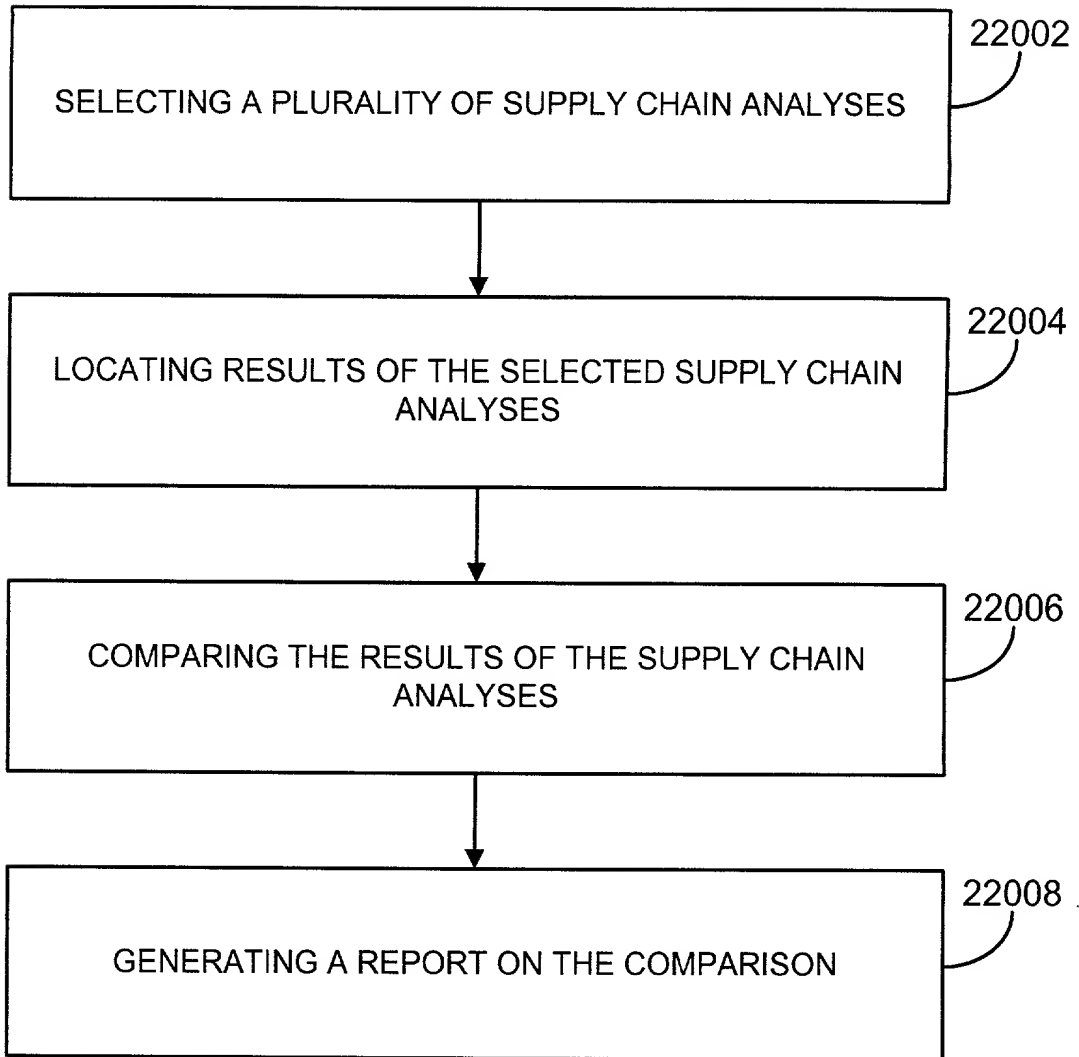 22002
SELECTING A PLURALITY OF SUPPLY CHAIN ANALYSES
22004
LOCATING RESULTS OF THE SELECTED SUPPLY CHAIN
ANALYSES
22006
COMPARING THE RESULTS OF THE SUPPLY CHAIN
ANALYSES
22008
GENERATING A REPORT ON THE COMPARISON